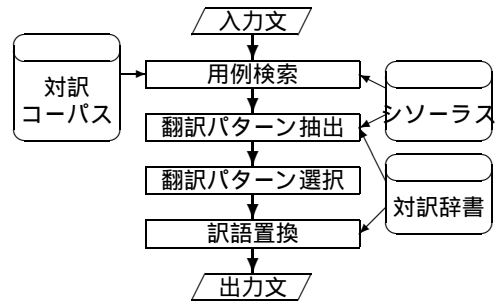 入力文
用例検索
対訳
コーパス
シソーラス
翻訳パターン抽出
翻訳パターン選択
対訳辞書
訳語置換
出力文